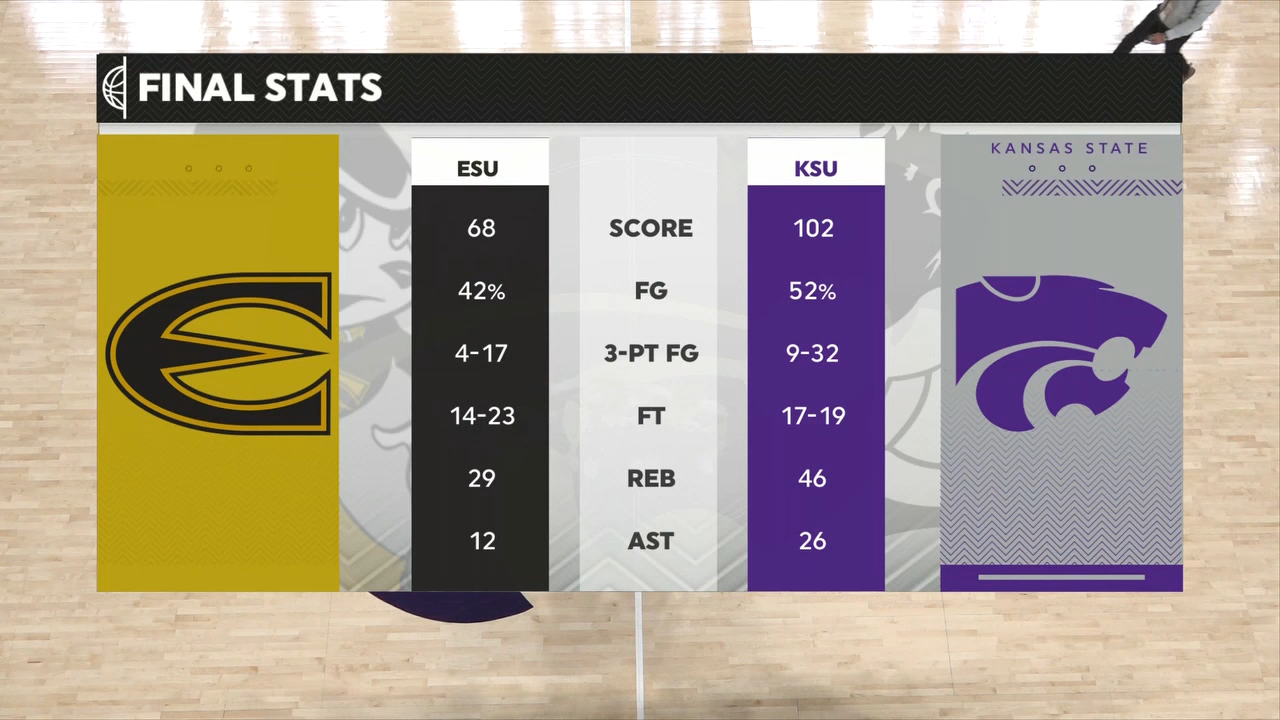 FINAL STATS
KANSAS STATE
ESU KSU
68 SCORE 102
42% FG 52%
4-17 3-PT FG 9-32
14-23 FT 17-19
29 REB 46
12 AST 26